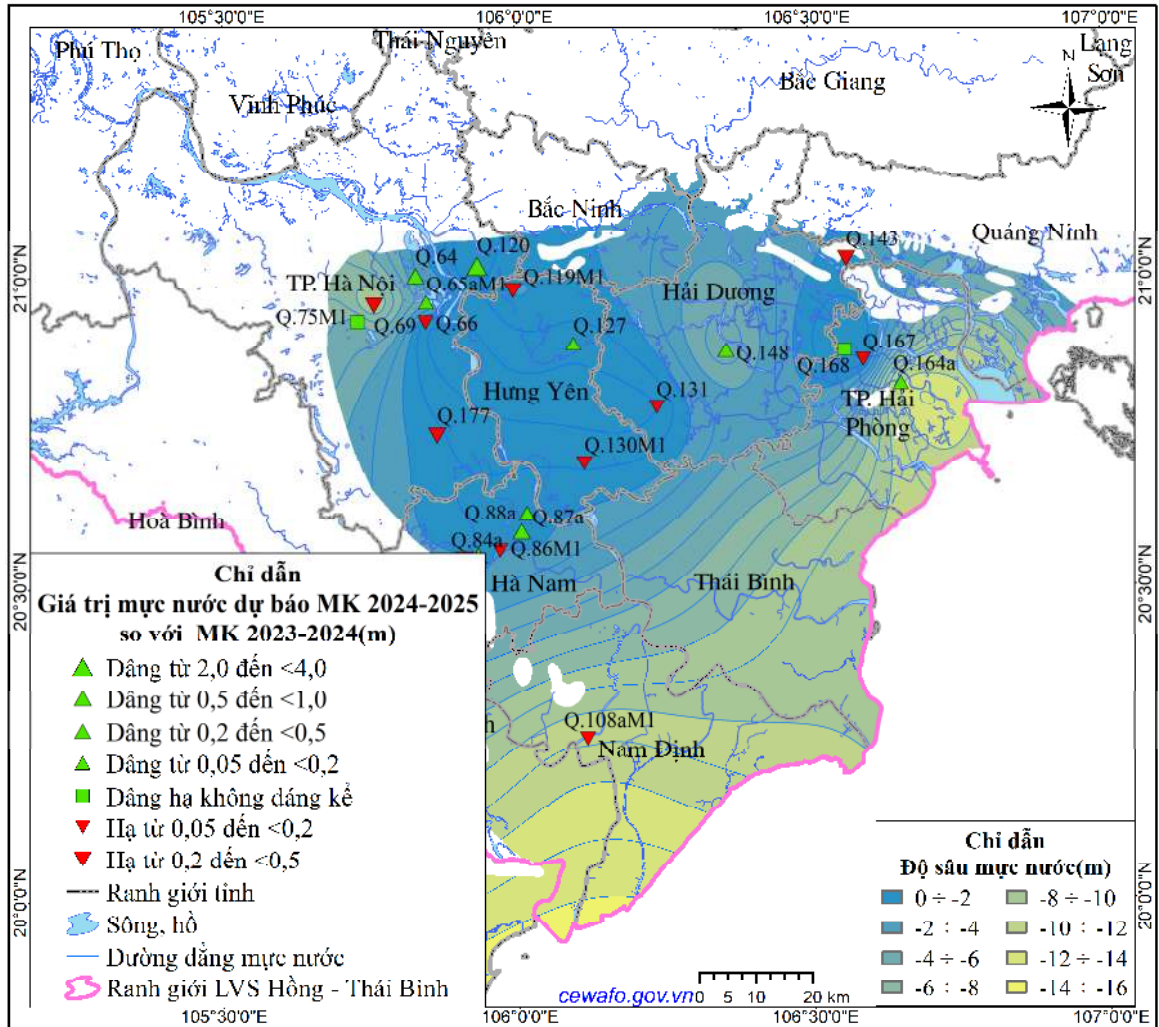 105°30'0"E 106°0'0"E 106°30'0"E 107°0'0"E
Phú Thọ
Thái Nguyên
Lạng
Sơn
Vĩnh Phúc
Bắc Giang
N
Bắc Ninh
Quảng Ninh
21°0'0"N
21°0'0"N
Q.143
Q.64
Q.120
TP. Hà Nội
Q.65aM1
Q.119M1
Hải Dương
Q.75M1
Q.69
Q.66
Q.127
Q.148
Q.168
Q.167
Q.164a
TP. Hải
Phòng
Hưng Yên
Q.131
Q.177
Q.130M1
Hoà Bình
Q.88a
Q.87a
Q.84a
Q.86M1
Hà Nam
Thái Bình
20°30'0"N
20°30'0"N
Q.108aM1
Nam Định
h
20°0'0"N
20°0'0"N
Chỉ dẫn
Giá trị mực nước dự báo MK 2024-2025
so với MK 2023-2024(m)
Dâng từ 2,0 đến <4,0
Dâng từ 0,5 đến <1,0
Dâng từ 0,2 đến <0,5
Dâng từ 0,05 đến <0,2
Dâng hạ không đáng kể
Hạ từ 0,05 đến <0,2
Hạ từ 0,2 đến <0,5
Ranh giới tỉnh
Sông, hồ
Đường đẳng mực nước
Ranh giới LVS Hồng - Thái Bình
cewafo.gov.vn
0 5 10 20 km
Chỉ dẫn
Độ sâu mực nước(m)
0 ÷ -2 -8 ÷ -10
-2 ÷ -4 -10 ÷ -12
-4 ÷ -6 -12 ÷ -14
-6 ÷ -8 -14 ÷ -16
105°30'0"E 106°0'0"E 106°30'0"E 107°0'0"E